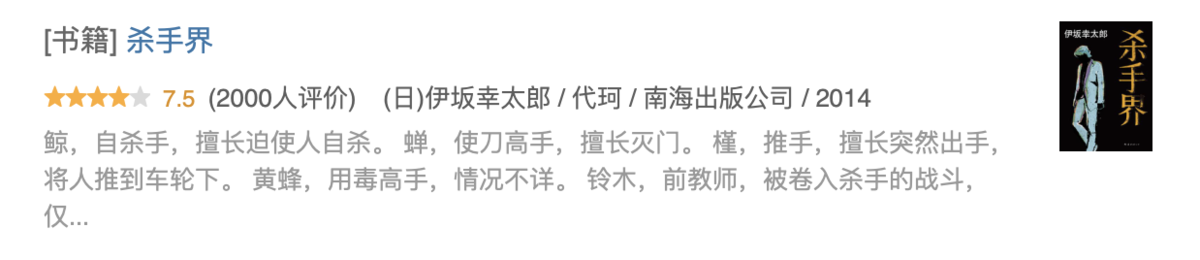 [书籍] 杀手界
7.5 (2000人评价) (日)伊坂幸太郎 / 代珂 / 南海出版公司 / 2014
鲸，自杀手，擅长迫使人自杀。 蝉，使刀高手，擅长灭门。 槿，推手，擅长突然出手，
将人推到车轮下。 黄蜂，用毒高手，情况不详。 铃木，前教师，被卷入杀手的战斗，
仅...
伊坂幸太郎
杀手界